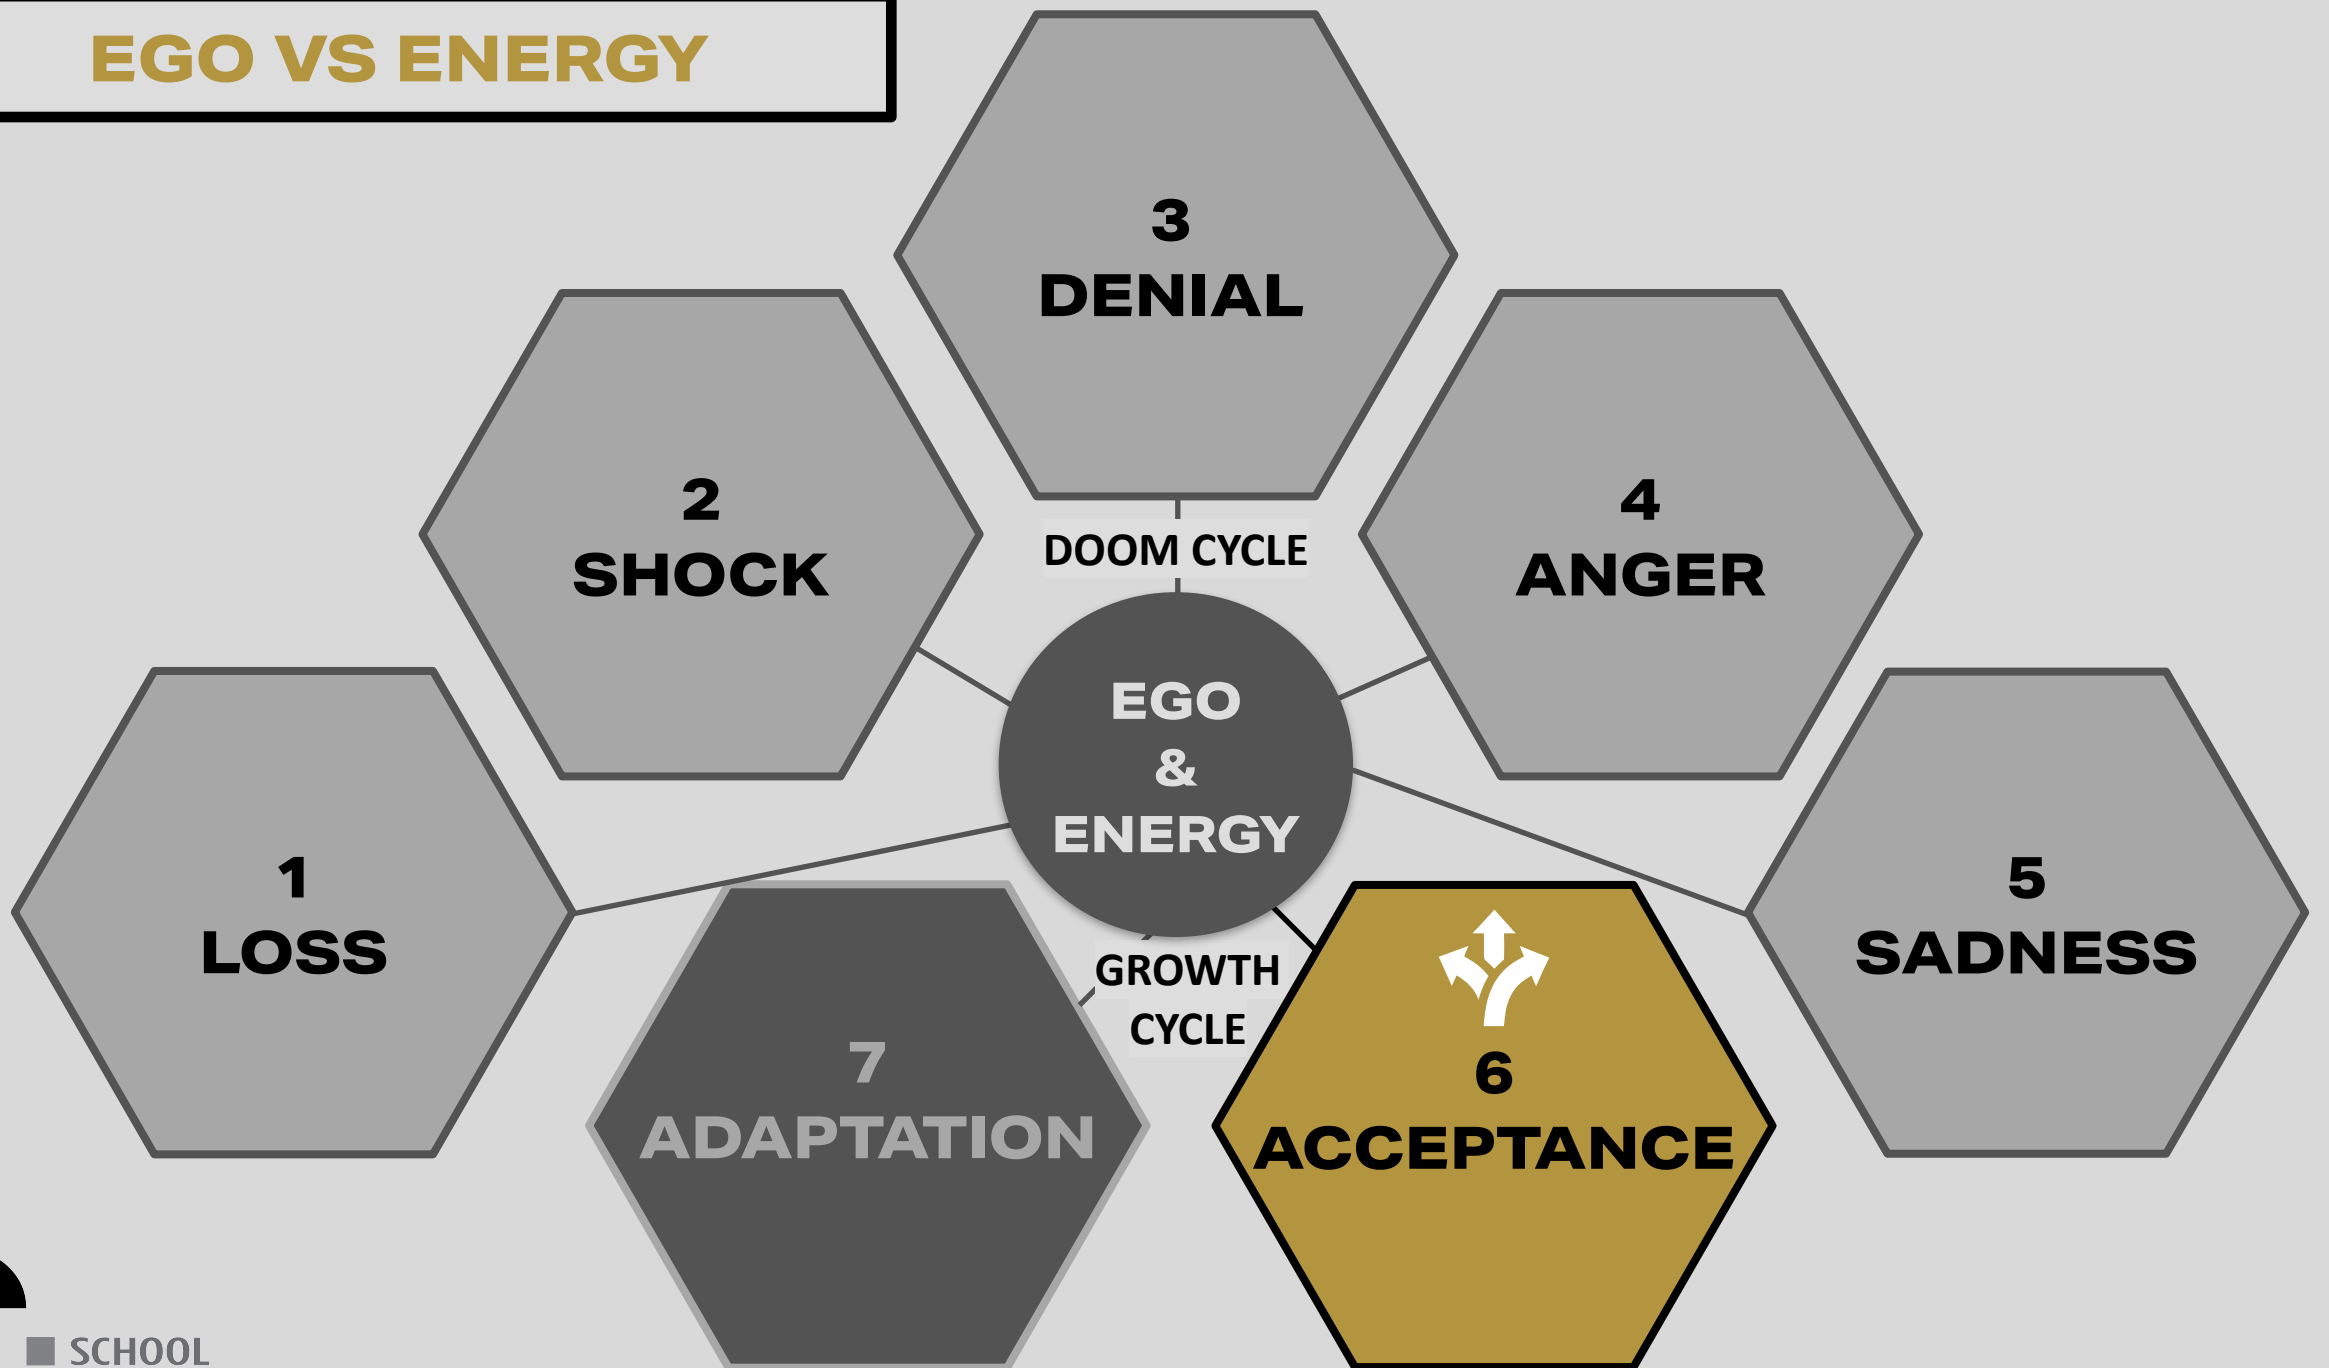 EGO VS ENERGY
3
DENIAL
2
SHOCK
4
ANGER
DOOM CYCLE
EGO
&
ENERGY
1
LOSS
5
SADNESS
GROWTH
CYCLE
7
ADAPTATION
6
ACCEPTANCE
SCHOOL